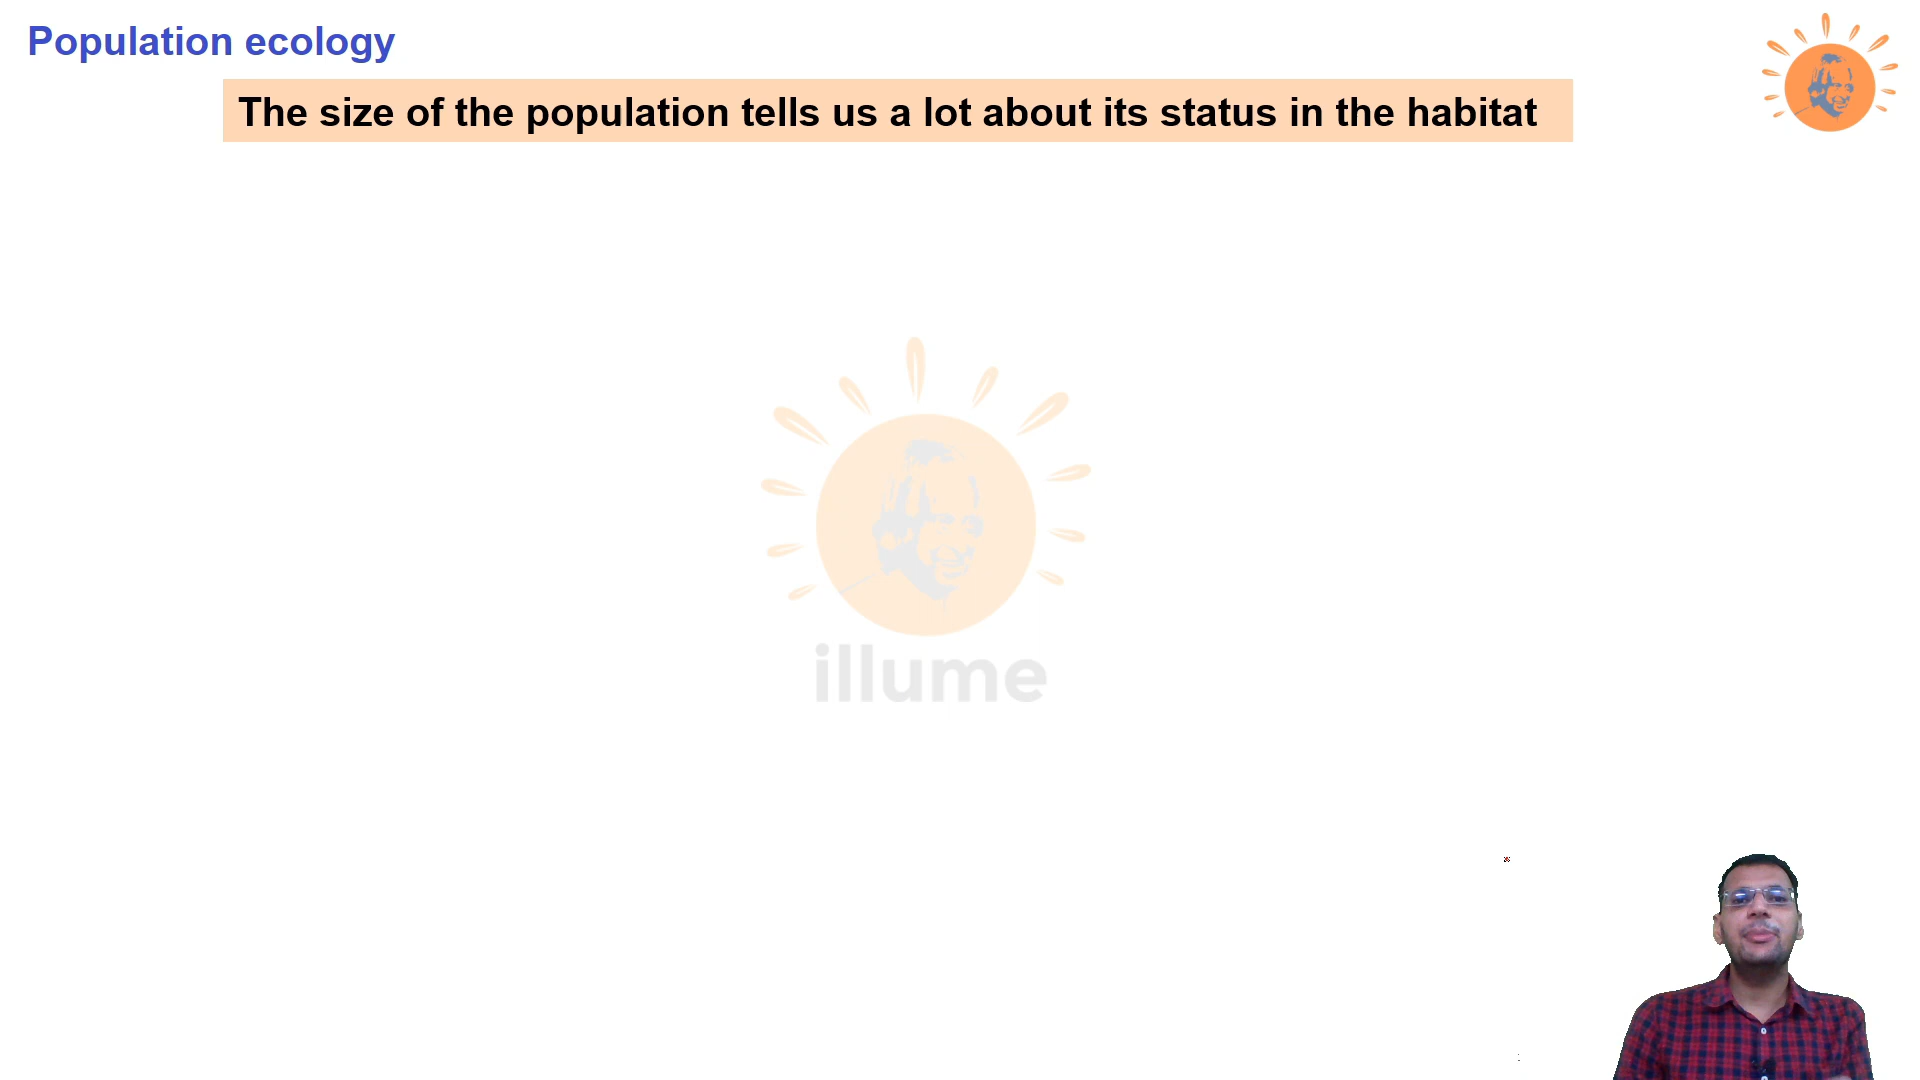 Population ecology
The size of the population tells us a lot about its status in the habitat
illume